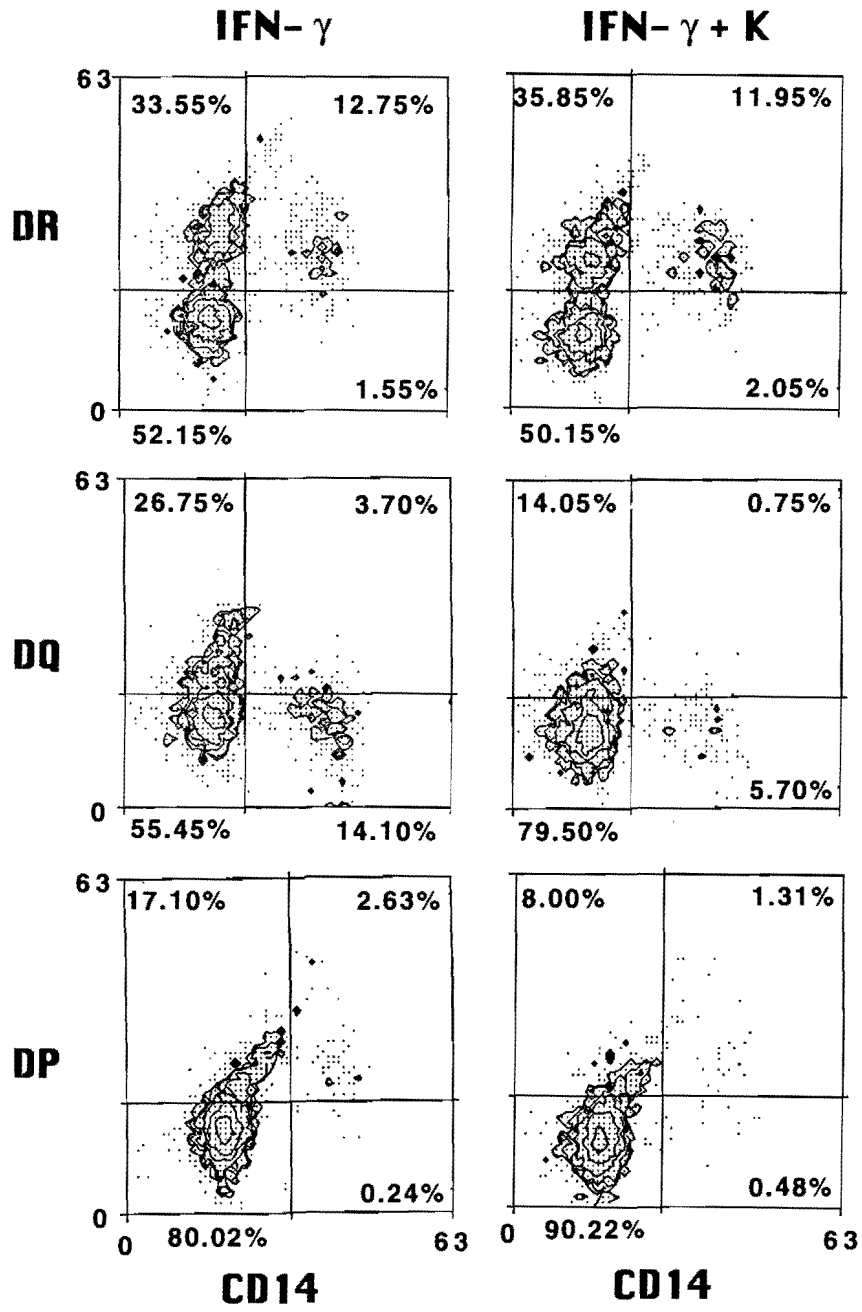 IFN- γ IFN- γ + K
63
33.55% 12.75% 35.85% 11.95%
DR
1.55% 2.05%
0
52.15% 50.15%
63
26.75% 3.70% 14.05% 0.75%
DQ
5.70%
0
55.45% 14.10% 79.50%
63
17.10% 2.63% 8.00% 1.31%
DP
0.24% 0.48%
0
0 80.02% 63 0 90.22% 63
CD14 CD14